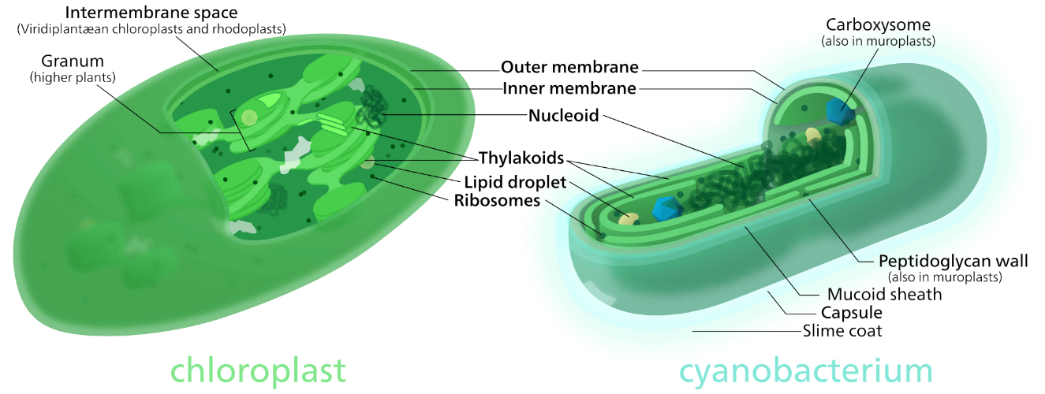 Intermembrane space
(Viridiplantæan chloroplasts and rhodoplasts)
Granum
(higher plants)
Outer membrane
Inner membrane
Nucleoid
Thylakoids
Lipid droplet
Ribosomes
Carboxysome
(also in muroplasts)
Peptidoglycan wall
(also in muroplasts)
Mucoid sheath
Capsule
Slime coat
chloroplast
cyanobacterium